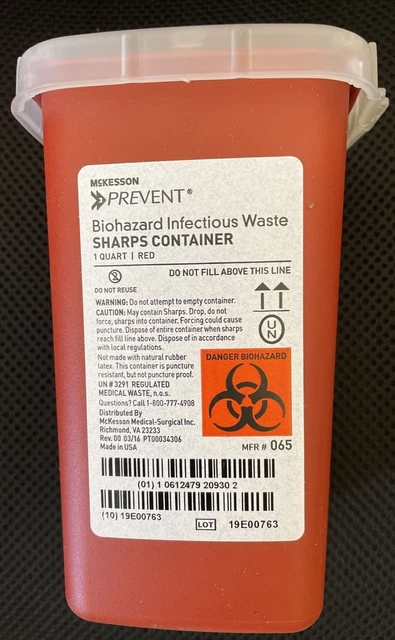 McKESSON
PREVENT®
Biohazard Infectious Waste
SHARPS CONTAINER
1 QUART | RED
DO NOT FILL ABOVE THIS LINE
DO NOT REUSE
WARNING: Do not attempt to empty container.
CAUTION: May contain Sharps. Drop, do not
force, sharps into container. Forcing could cause
puncture. Dispose of entire container when sharps
reach fill line above. Dispose of in accordance
with local regulations.
Not made with natural rubber
latex. This container is puncture
resistant, but not puncture proof.
UN # 3291 REGULATED
MEDICAL WASTE, n.o.s.
Questions? Call 1-800-777-4908
Distributed By
McKesson Medical-Surgical Inc.
Richmond, VA 23233
Rev. 00 03/16 PT00034306
Made in USA
UN
DANGER BIOHAZARD
MFR # 065
(01) 1 0612479 20930 2
(10) 19E00763
LOT 19E00763